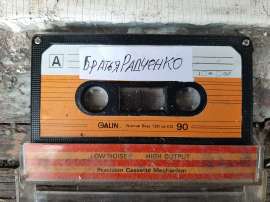 A
БРАТЬЯ РАДЧЕНКО
GALIN
90
LOW NOISE HIGH OUTPUT
Precision Cassette Mechanism